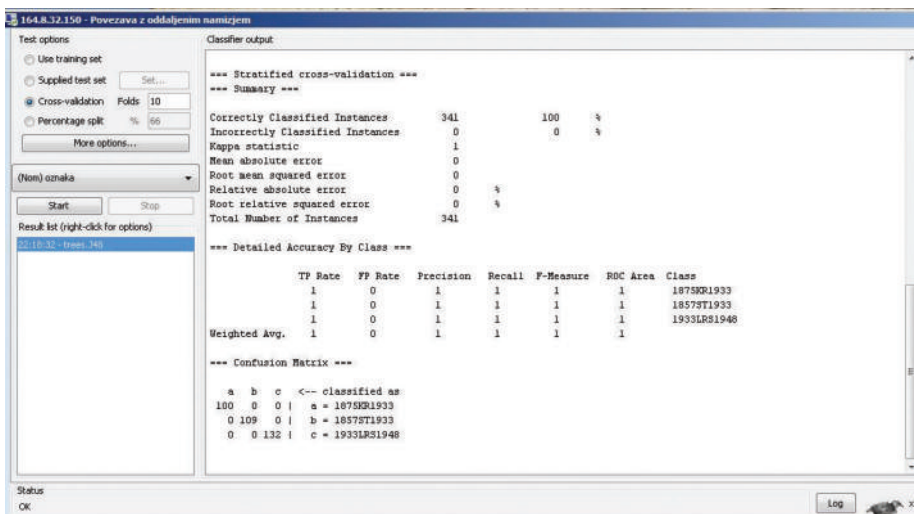 164.8.32.150 - Povezava z oddaljenim namizjem
Test options
Use training set
Supplied test set Set...
Cross-validation Folds 10
Percentage split % 66
More options...
(Nom) oznaka
Start Stop
Result list (right-click for options)
22:18:32 - trees.J48
Classifier output
=== Stratified cross-validation ===
=== Summary ===
Correctly Classified Instances 341 100 %
Incorrectly Classified Instances 0 0 %
Kappa statistic 1
Mean absolute error 0
Root mean squared error 0
Relative absolute error 0 %
Root relative squared error 0 %
Total Number of Instances 341
=== Detailed Accuracy By Class ===
TP Rate FP Rate Precision Recall F-Measure ROC Area Class
1 0 1 1 1 1 1875KR1933
1 0 1 1 1 1 1857ST1933
1 0 1 1 1 1 1933LRS1948
Weighted Avg. 1 0 1 1 1 1
=== Confusion Matrix ===
a b c <-- classified as
100 0 0 | a = 1875KR1933
0 109 0 | b = 1857ST1933
0 0 132 | c = 1933LRS1948
Status
OK
Log
x